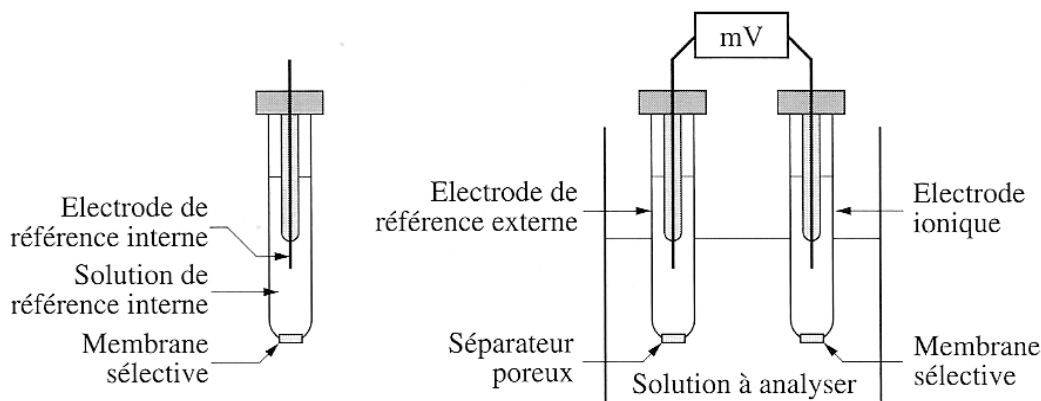 mV
Electrode de
référence interne
Solution de
référence interne
Membrane
sélective
Electrode de
référence externe
Electrode
ionique
Séparateur
poreux
Solution à analyser
Membrane
sélective